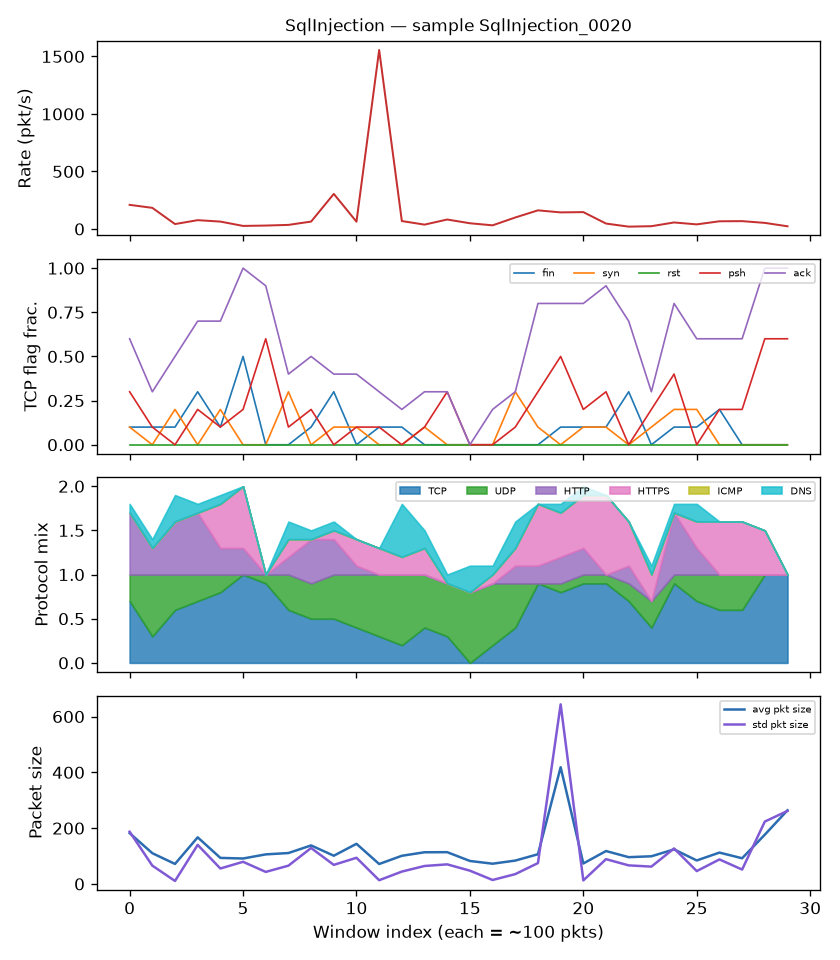 SqlInjection — sample SqlInjection_0020
Rate (pkt/s)
1500
1000
500
0
TCP flag frac.
1.00
0.75
0.50
0.25
0.00
fin syn rst psh ack
Protocol mix
2.0
1.5
1.0
0.5
0.0
TCP UDP HTTP HTTPS ICMP DNS
Packet size
600
400
200
0
avg pkt size
std pkt size
0 5 10 15 20 25 30
Window index (each = ~100 pkts)